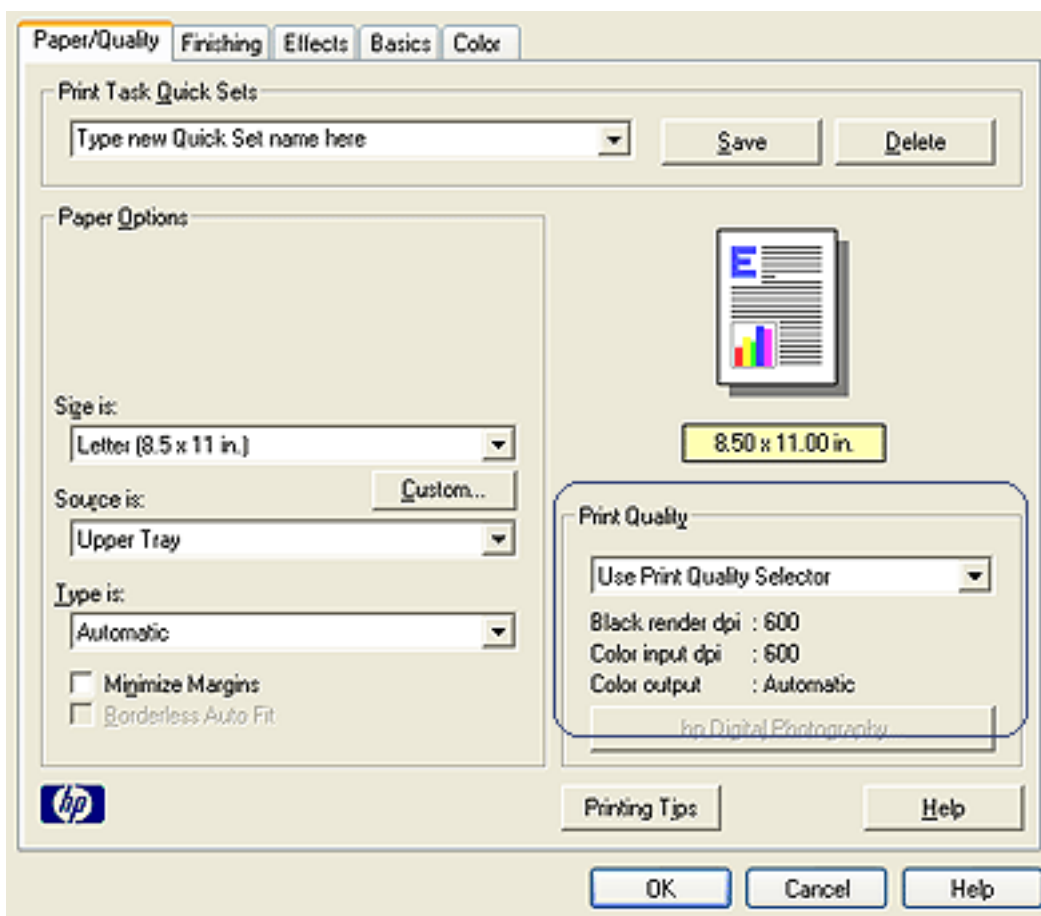 Paper/Quality Finishing Effects Basics Color
Print Task Quick Sets
Type new Quick Set name here Save Delete
Paper Options
E
Size is:
Letter (8.5 x 11 in.)
8.50 x 11.00 in.
Custom...
Source is:
Upper Tray
Type is:
Automatic
Minimize Margins
Borderless Auto Fit
Print Quality
Use Print Quality Selector
Black render dpi : 600
Color input dpi : 600
Color output : Automatic
hp Digital Photography
hp
Printing Tips Help
OK Cancel Help